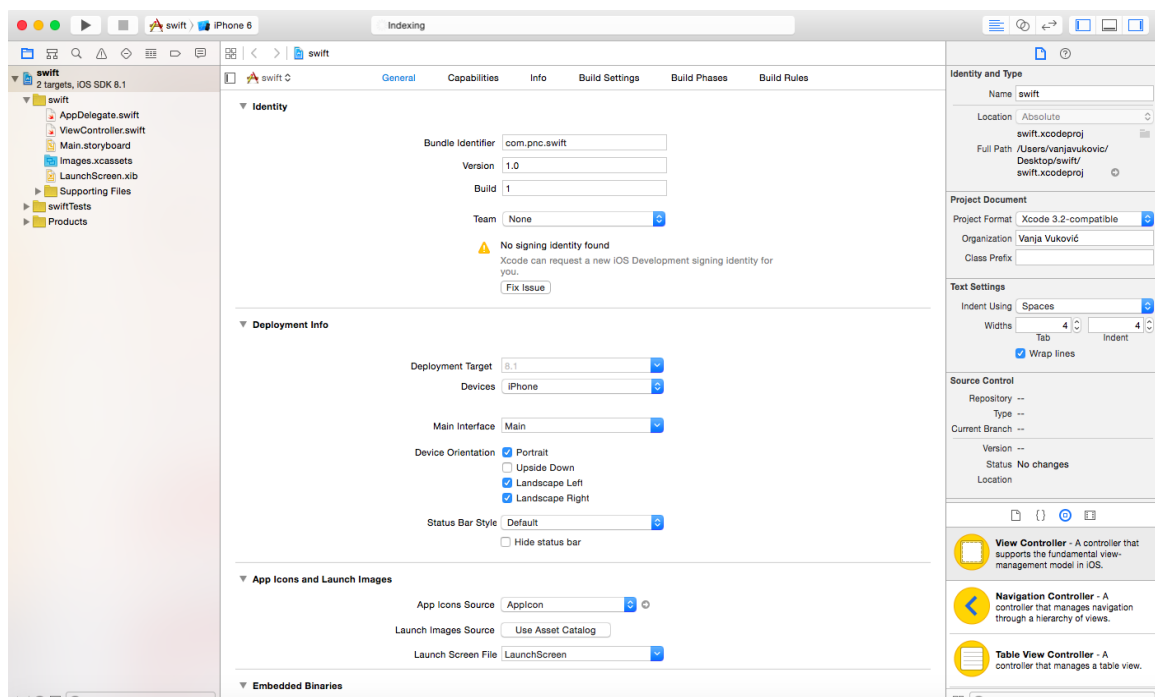 swift iPhone 6 Indexing
swift
2 targets, iOS SDK 8.1
swift
AppDelegate.swift
ViewController.swift
Main.storyboard
Images.xcassets
LaunchScreen.xib
Supporting Files
swiftTests
Products
swift
swift General Capabilities Info Build Settings Build Phases Build Rules
Identity
Bundle Identifier com.pnc.swift
Version 1.0
Build 1
Team None
No signing identity found
Xcode can request a new iOS Development signing identity for
you.
Fix Issue
Deployment Info
Deployment Target 8.1
Devices iPhone
Main Interface Main
Device Orientation Portrait
Upside Down
Landscape Left
Landscape Right
Status Bar Style Default
Hide status bar
App Icons and Launch Images
App Icons Source AppIcon
Launch Images Source Use Asset Catalog
Launch Screen File LaunchScreen
Embedded Binaries
Identity and Type
Name swift
Location Absolute
swift.xcodeproj
Full Path /Users/vanjavukovic/
Desktop/swift/
swift.xcodeproj
Project Document
Project Format Xcode 3.2-compatible
Organization Vanja Vuković
Class Prefix
Text Settings
Indent Using Spaces
Widths 4 4
Tab Indent
Wrap lines
Source Control
Repository --
Type --
Current Branch --
Version --
Status No changes
Location
{}
View Controller - A controller that
supports the fundamental view-
management model in iOS.
Navigation Controller - A
controller that manages navigation
through a hierarchy of views.
Table View Controller - A
controller that manages a table view.